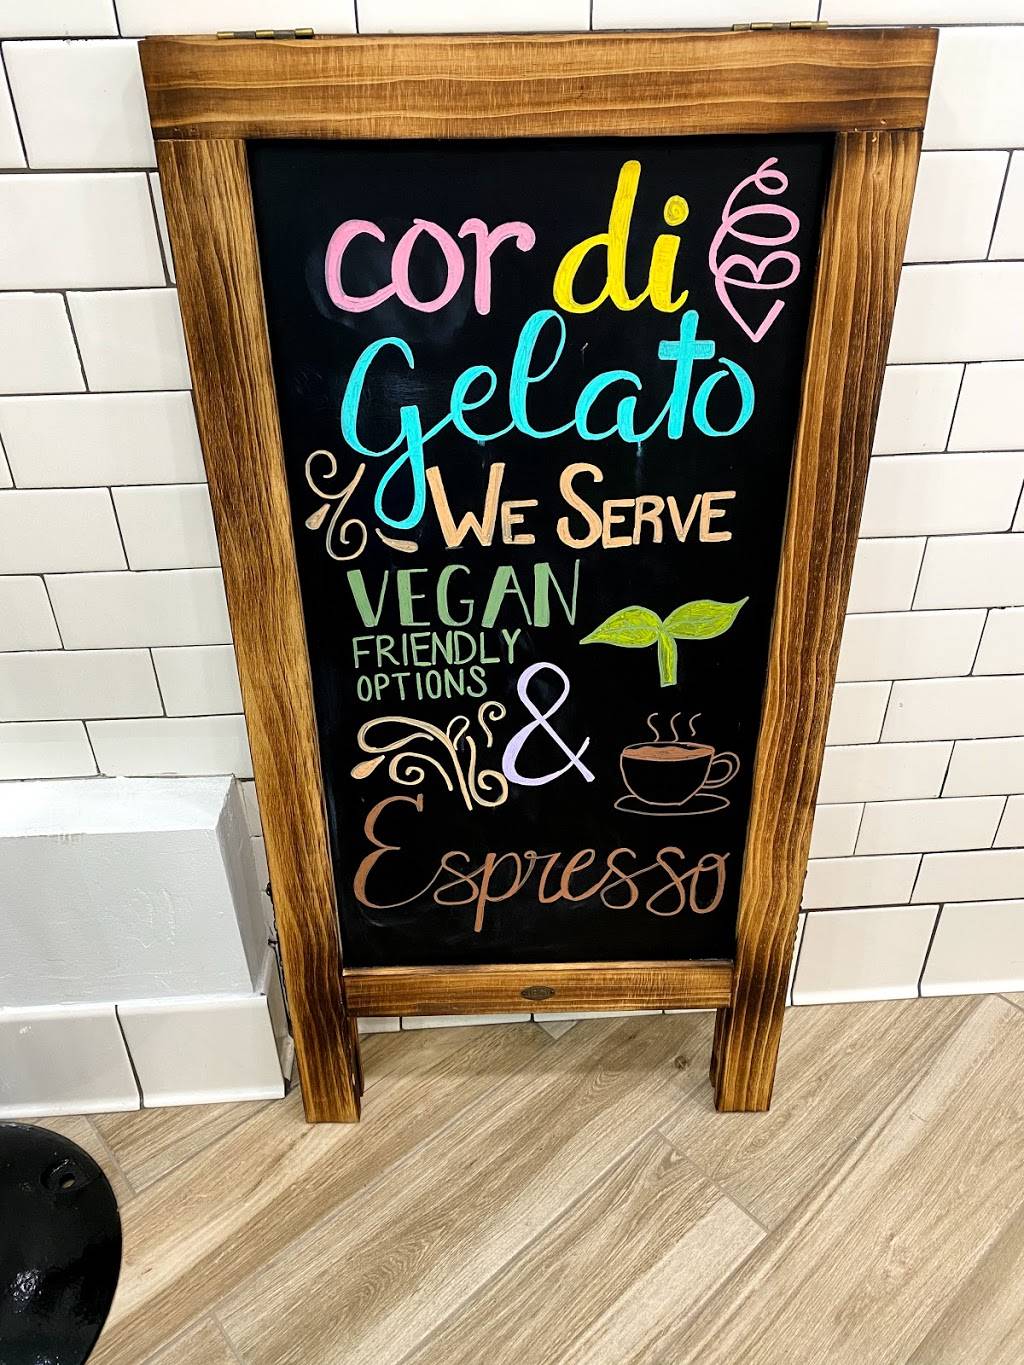 cor di
Gelato
We Serve
VEGAN
FRIENDLY
OPTIONS
&
Espresso